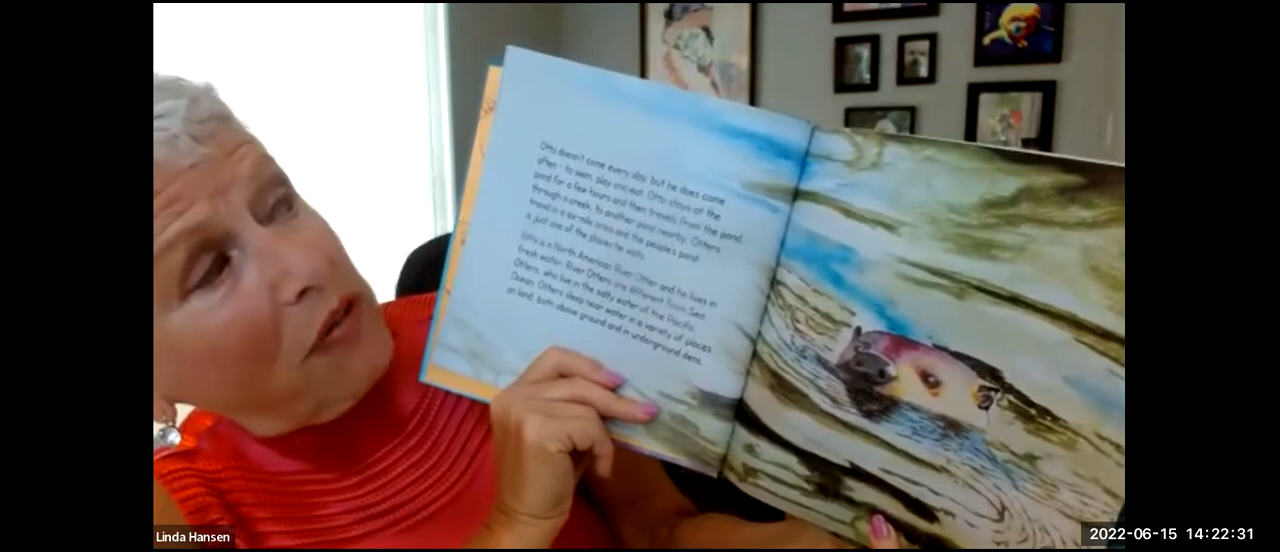 Otto doesn't come every day, but he does come
often - to swim, play and eat. Otto stays at the
pond for a few hours and then travels from the pond,
through a creek, to another pond nearby. Otters
travel in a six-mile area and the people's pond
is just one of the places he visits.
Otto is a North American River Otter and he lives in
fresh water. River Otters are different from Sea
Otters, who live in the salty water of the Pacific
Ocean. Otters sleep near water in a variety of places
on land, both above ground and in underground dens.
Linda Hansen
2022-06-15 14:22:31